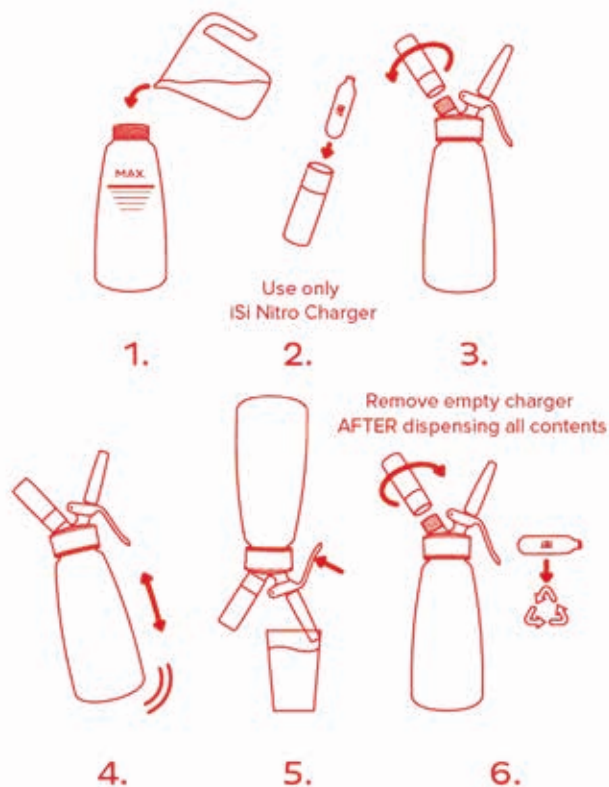 MAX.
Use only
iSi Nitro Charger
1.
2.
3.
Remove empty charger
AFTER dispensing all contents
4.
5.
6.